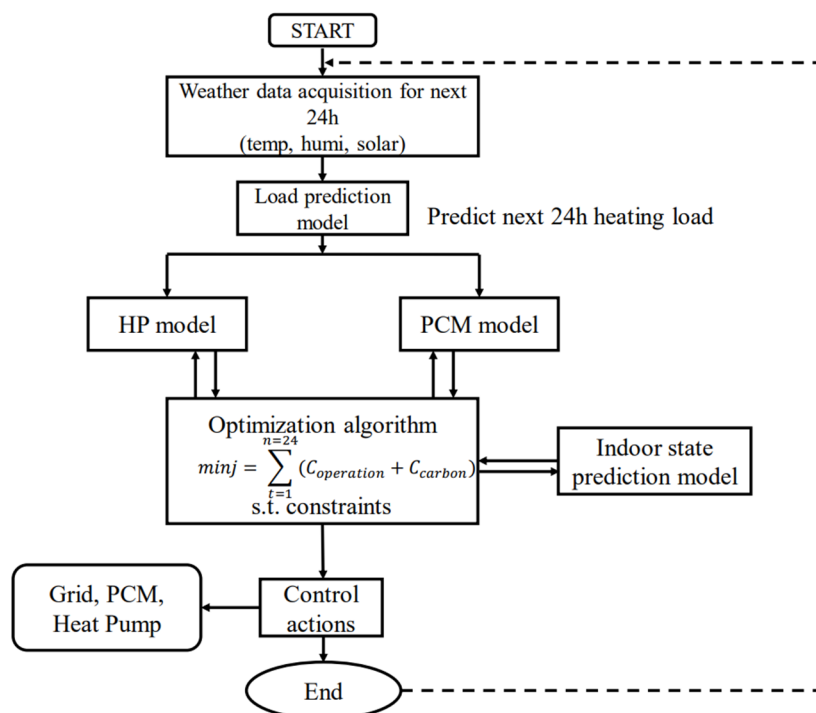 START
Weather data acquisition for next
24h
(temp, humi, solar)
Load prediction
model
Predict next 24h heating load
HP model
PCM model
Optimization algorithm
n=24
minj = ∑ (C_operation + C_carbon)
t=1
s.t. constraints
Indoor state
prediction model
Grid, PCM,
Heat Pump
Control
actions
End